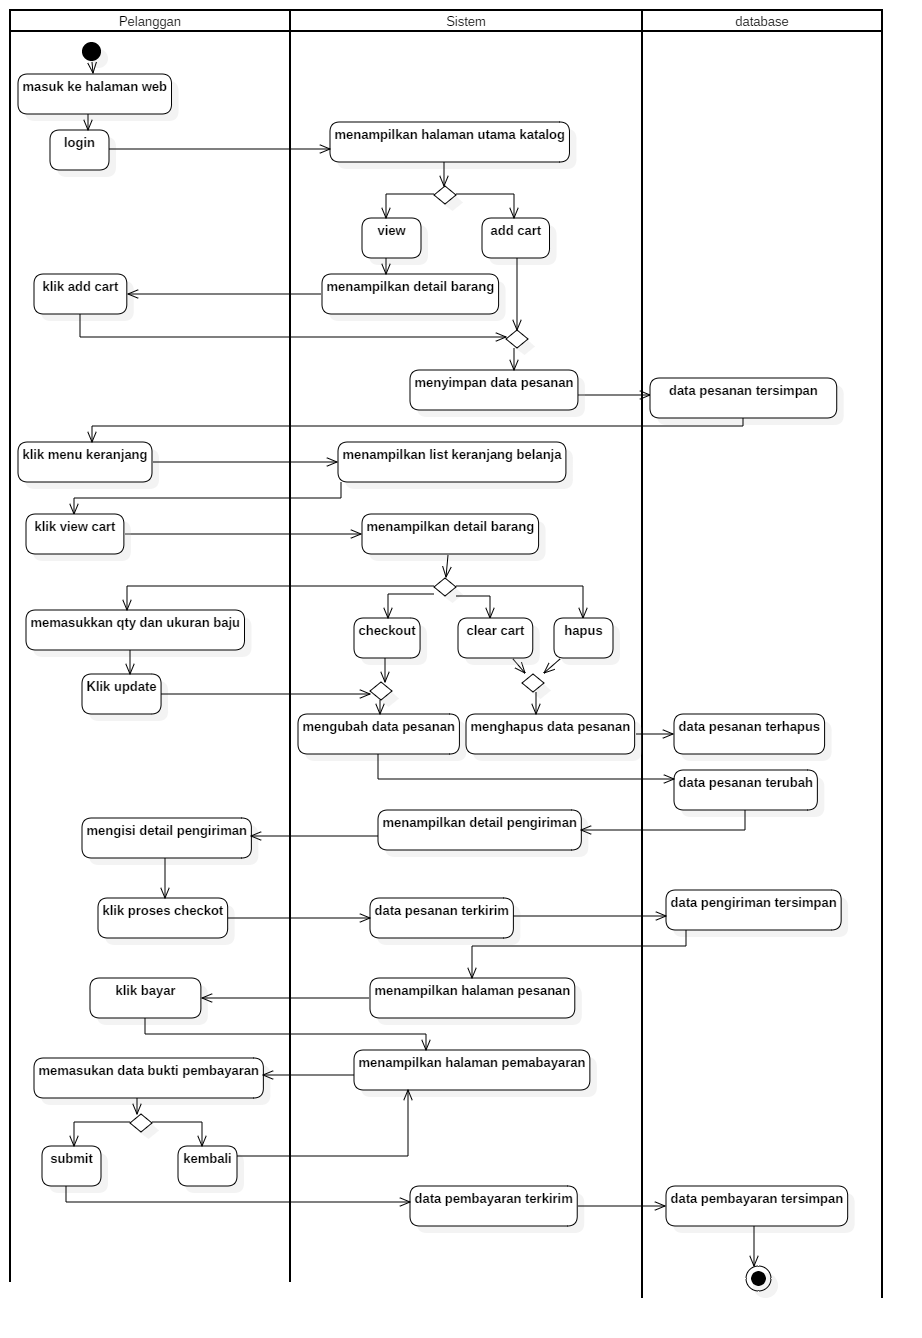 Pelanggan
Sistem
database
masuk ke halaman web
login
menampilkan halaman utama katalog
view
add cart
klik add cart
menampilkan detail barang
menyimpan data pesanan
data pesanan tersimpan
klik menu keranjang
menampilkan list keranjang belanja
klik view cart
menampilkan detail barang
memasukkan qty dan ukuran baju
checkout
clear cart
hapus
Klik update
mengubah data pesanan
menghapus data pesanan
data pesanan terhapus
data pesanan terubah
mengisi detail pengiriman
menampilkan detail pengiriman
klik proses checkot
data pesanan terkirim
data pengiriman tersimpan
klik bayar
menampilkan halaman pesanan
menampilkan halaman pemabayaran
memasukan data bukti pembayaran
submit
kembali
data pembayaran terkirim
data pembayaran tersimpan